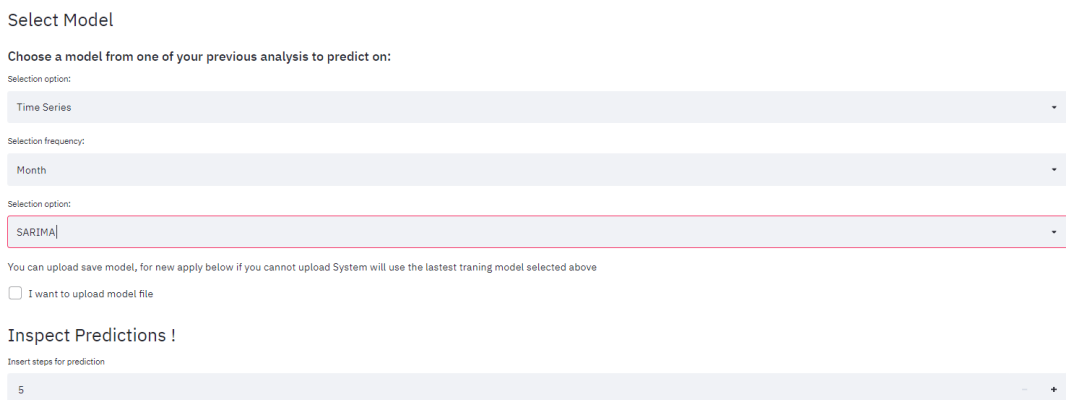 Select Model
Choose a model from one of your previous analysis to predict on:
Selection option:
Time Series
Selection frequency:
Month
Selection option:
SARIMA
You can upload save model, for new apply below if you cannot upload System will use the lastest traning model selected above
I want to upload model file
Inspect Predictions !
Insert steps for prediction
5 − +